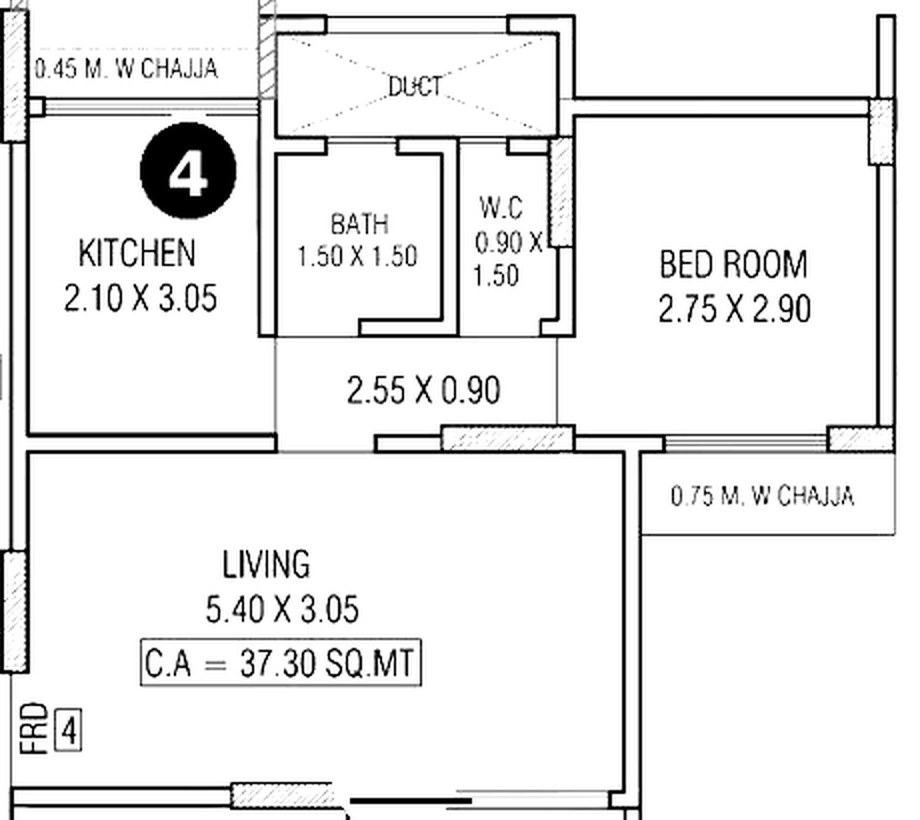 0.45 M. W CHAJJA
DUCT
4
KITCHEN
2.10 X 3.05
BATH
1.50 X 1.50
W.C
0.90 X
1.50
BED ROOM
2.75 X 2.90
2.55 X 0.90
0.75 M. W CHAJJA
LIVING
5.40 X 3.05
C.A = 37.30 SQ.MT
FRD
4